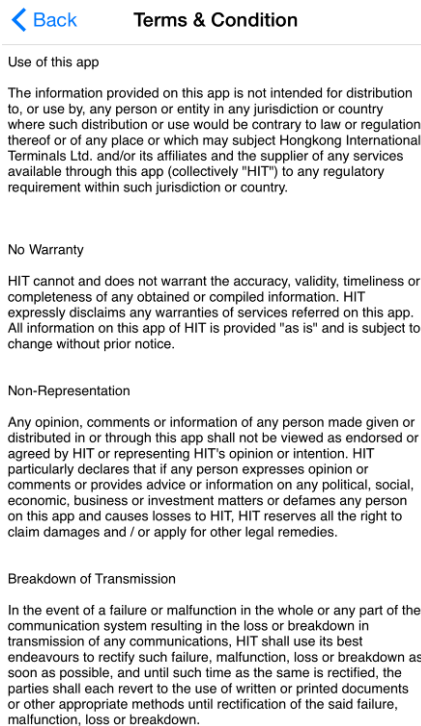 Back
Terms & Condition
Use of this app
The information provided on this app is not intended for distribution
to, or use by, any person or entity in any jurisdiction or country
where such distribution or use would be contrary to law or regulation
thereof or of any place or which may subject Hongkong International
Terminals Ltd. and/or its affiliates and the supplier of any services
available through this app (collectively "HIT") to any regulatory
requirement within such jurisdiction or country.
No Warranty
HIT cannot and does not warrant the accuracy, validity, timeliness or
completeness of any obtained or compiled information. HIT
expressly disclaims any warranties of services referred on this app.
All information on this app of HIT is provided "as is" and is subject to
change without prior notice.
Non-Representation
Any opinion, comments or information of any person made given or
distributed in or through this app shall not be viewed as endorsed or
agreed by HIT or representing HIT's opinion or intention. HIT
particularly declares that if any person expresses opinion or
comments or provides advice or information on any political, social,
economic, business or investment matters or defames any person
on this app and causes losses to HIT, HIT reserves all the right to
claim damages and / or apply for other legal remedies.
Breakdown of Transmission
In the event of a failure or malfunction in the whole or any part of the
communication system resulting in the loss or breakdown in
transmission of any communications, HIT shall use its best
endeavours to rectify such failure, malfunction, loss or breakdown as
soon as possible, and until such time as the same is rectified, the
parties shall each revert to the use of written or printed documents
or other appropriate methods until rectification of the said failure,
malfunction, loss or breakdown.